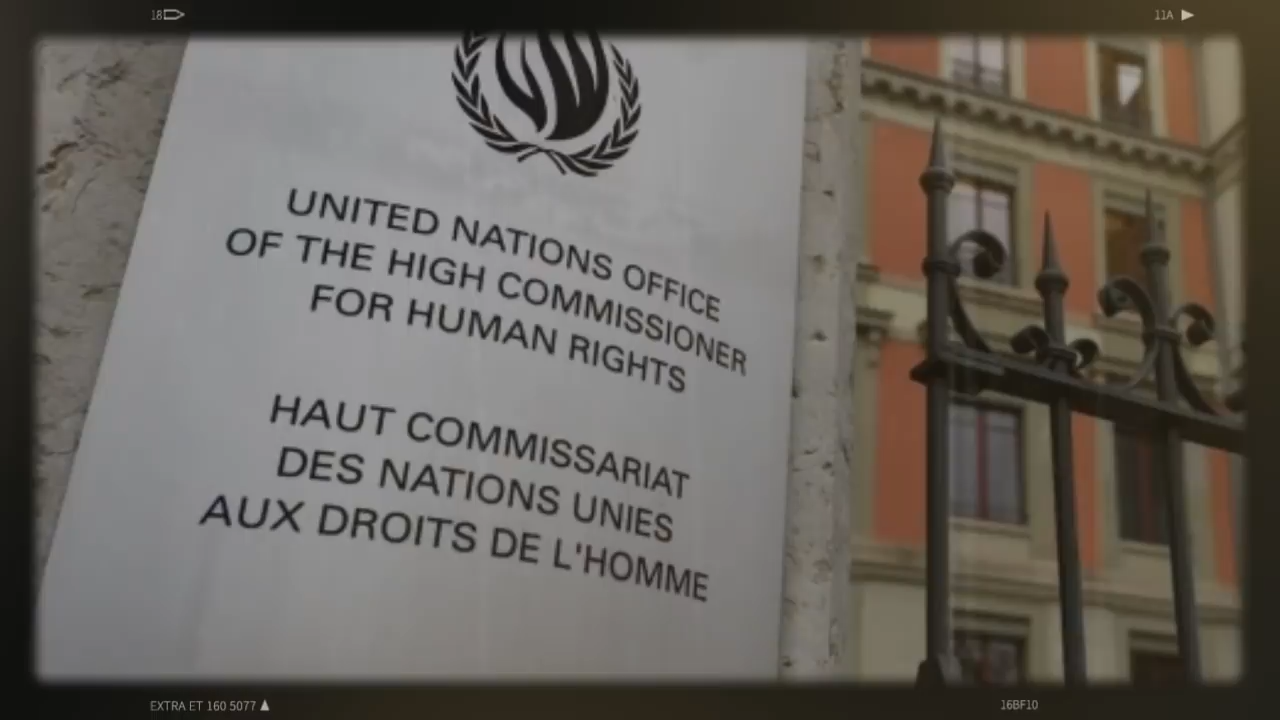 18
11A
UNITED NATIONS OFFICE
OF THE HIGH COMMISSIONER
FOR HUMAN RIGHTS
HAUT COMMISSARIAT
DES NATIONS UNIES
AUX DROITS DE L'HOMME
EXTRA ET 160 5077
16BF10